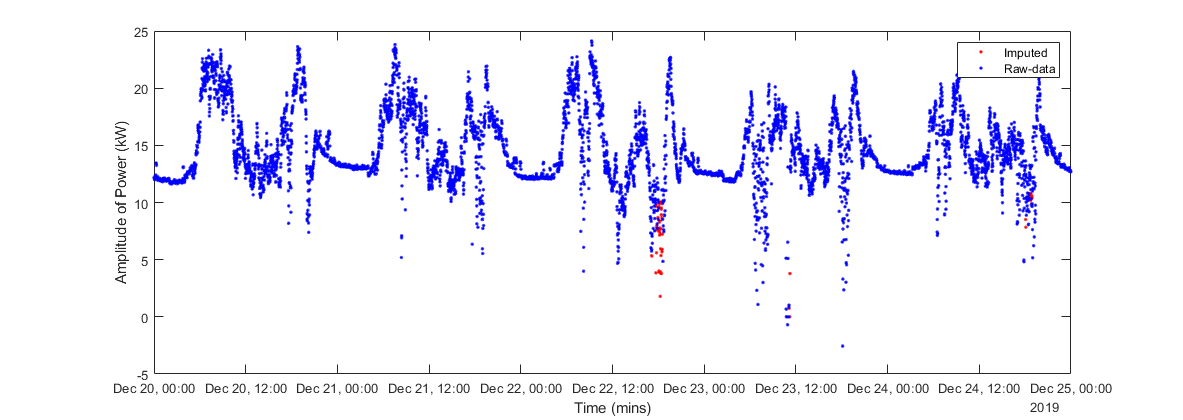 25
20
15
10
5
0
-5
Amplitude of Power (kW)
Imputed
Raw-data
Dec 20, 00:00 Dec 20, 12:00 Dec 21, 00:00 Dec 21, 12:00 Dec 22, 00:00 Dec 22, 12:00 Dec 23, 00:00 Dec 23, 12:00 Dec 24, 00:00 Dec 24, 12:00 Dec 25, 00:00
Time (mins)
2019